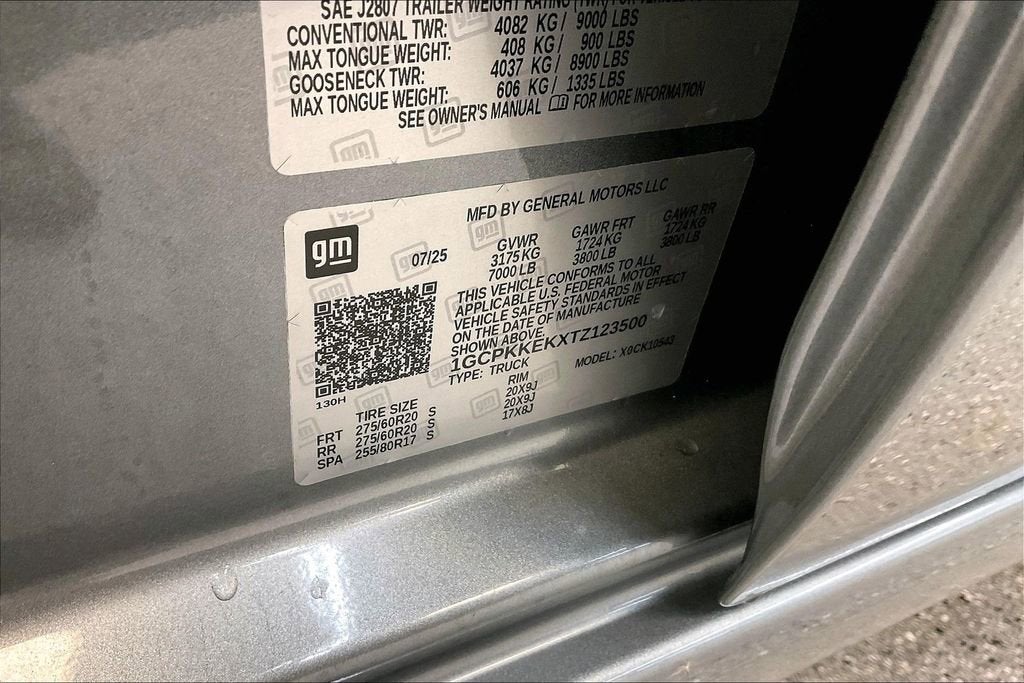 SAE J2807 TRAILER WEIGHT RATING (TWR) FOR VEHICLE
CONVENTIONAL TWR: 4082 KG / 9000 LBS
MAX TONGUE WEIGHT: 408 KG / 900 LBS
GOOSENECK TWR: 4037 KG / 8900 LBS
MAX TONGUE WEIGHT: 606 KG / 1335 LBS
SEE OWNER'S MANUAL FOR MORE INFORMATION
MFD BY GENERAL MOTORS LLC
gm
07/25
GVWR GAWR FRT GAWR RR
3175 KG 1724 KG 1724 KG
7000 LB 3800 LB 3800 LB
THIS VEHICLE CONFORMS TO ALL
APPLICABLE U.S. FEDERAL MOTOR
VEHICLE SAFETY STANDARDS IN EFFECT
ON THE DATE OF MANUFACTURE
SHOWN ABOVE.
1GCPKKEKXTZ123500
TYPE: TRUCK MODEL: X0CK10543
130H
TIRE SIZE RIM
FRT 275/60R20 S 20X9J
RR 275/60R20 S 20X9J
SPA 255/80R17 S 17X8J